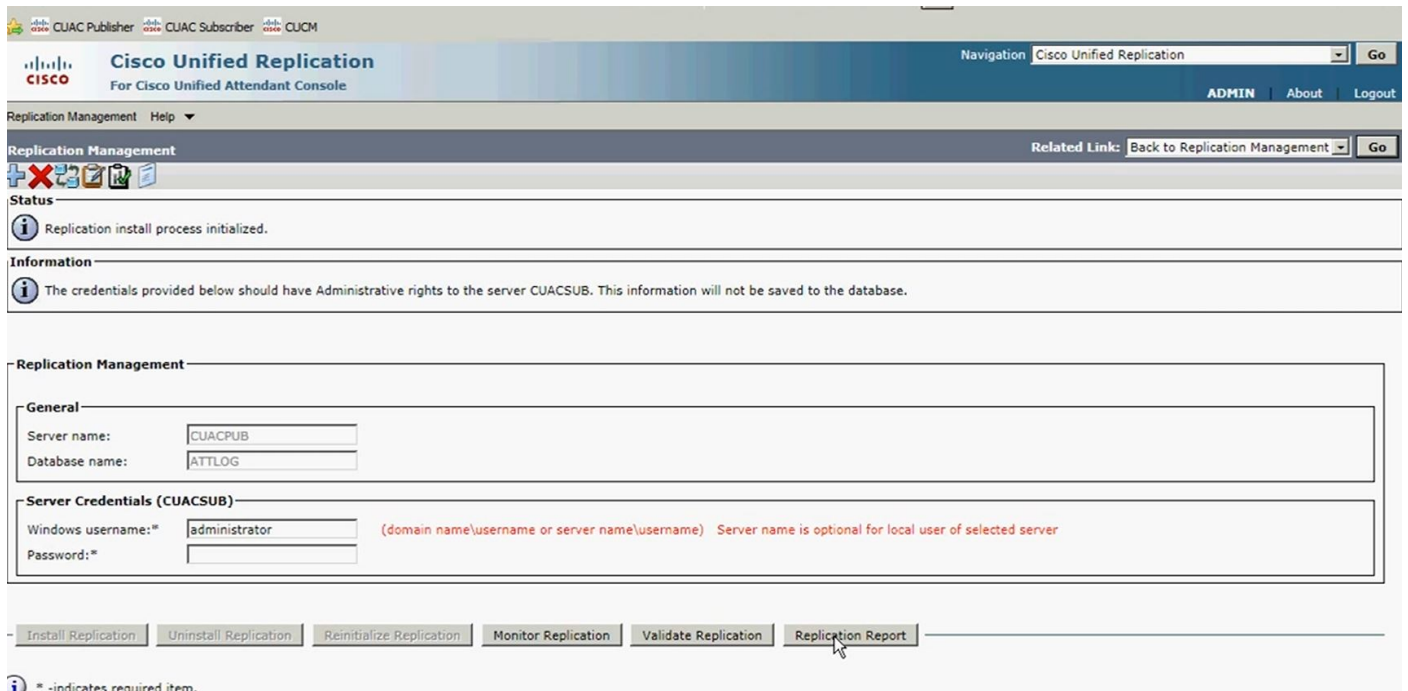 CUAC Publisher CUAC Subscriber CUCM
CISCO
Cisco Unified Replication
For Cisco Unified Attendant Console
Navigation Cisco Unified Replication Go
ADMIN About Logout
Replication Management Help
Replication Management
Related Link: Back to Replication Management Go
Status
Replication install process initialized.
Information
The credentials provided below should have Administrative rights to the server CUACSUB. This information will not be saved to the database.
Replication Management
General
Server name: CUACPUB
Database name: ATTLOG
Server Credentials (CUACSUB)
Windows username:* administrator (domain name\username or server name\username) Server name is optional for local user of selected server
Password:*
Install Replication Uninstall Replication Reinitialize Replication Monitor Replication Validate Replication Replication Report
* -indicates required item.